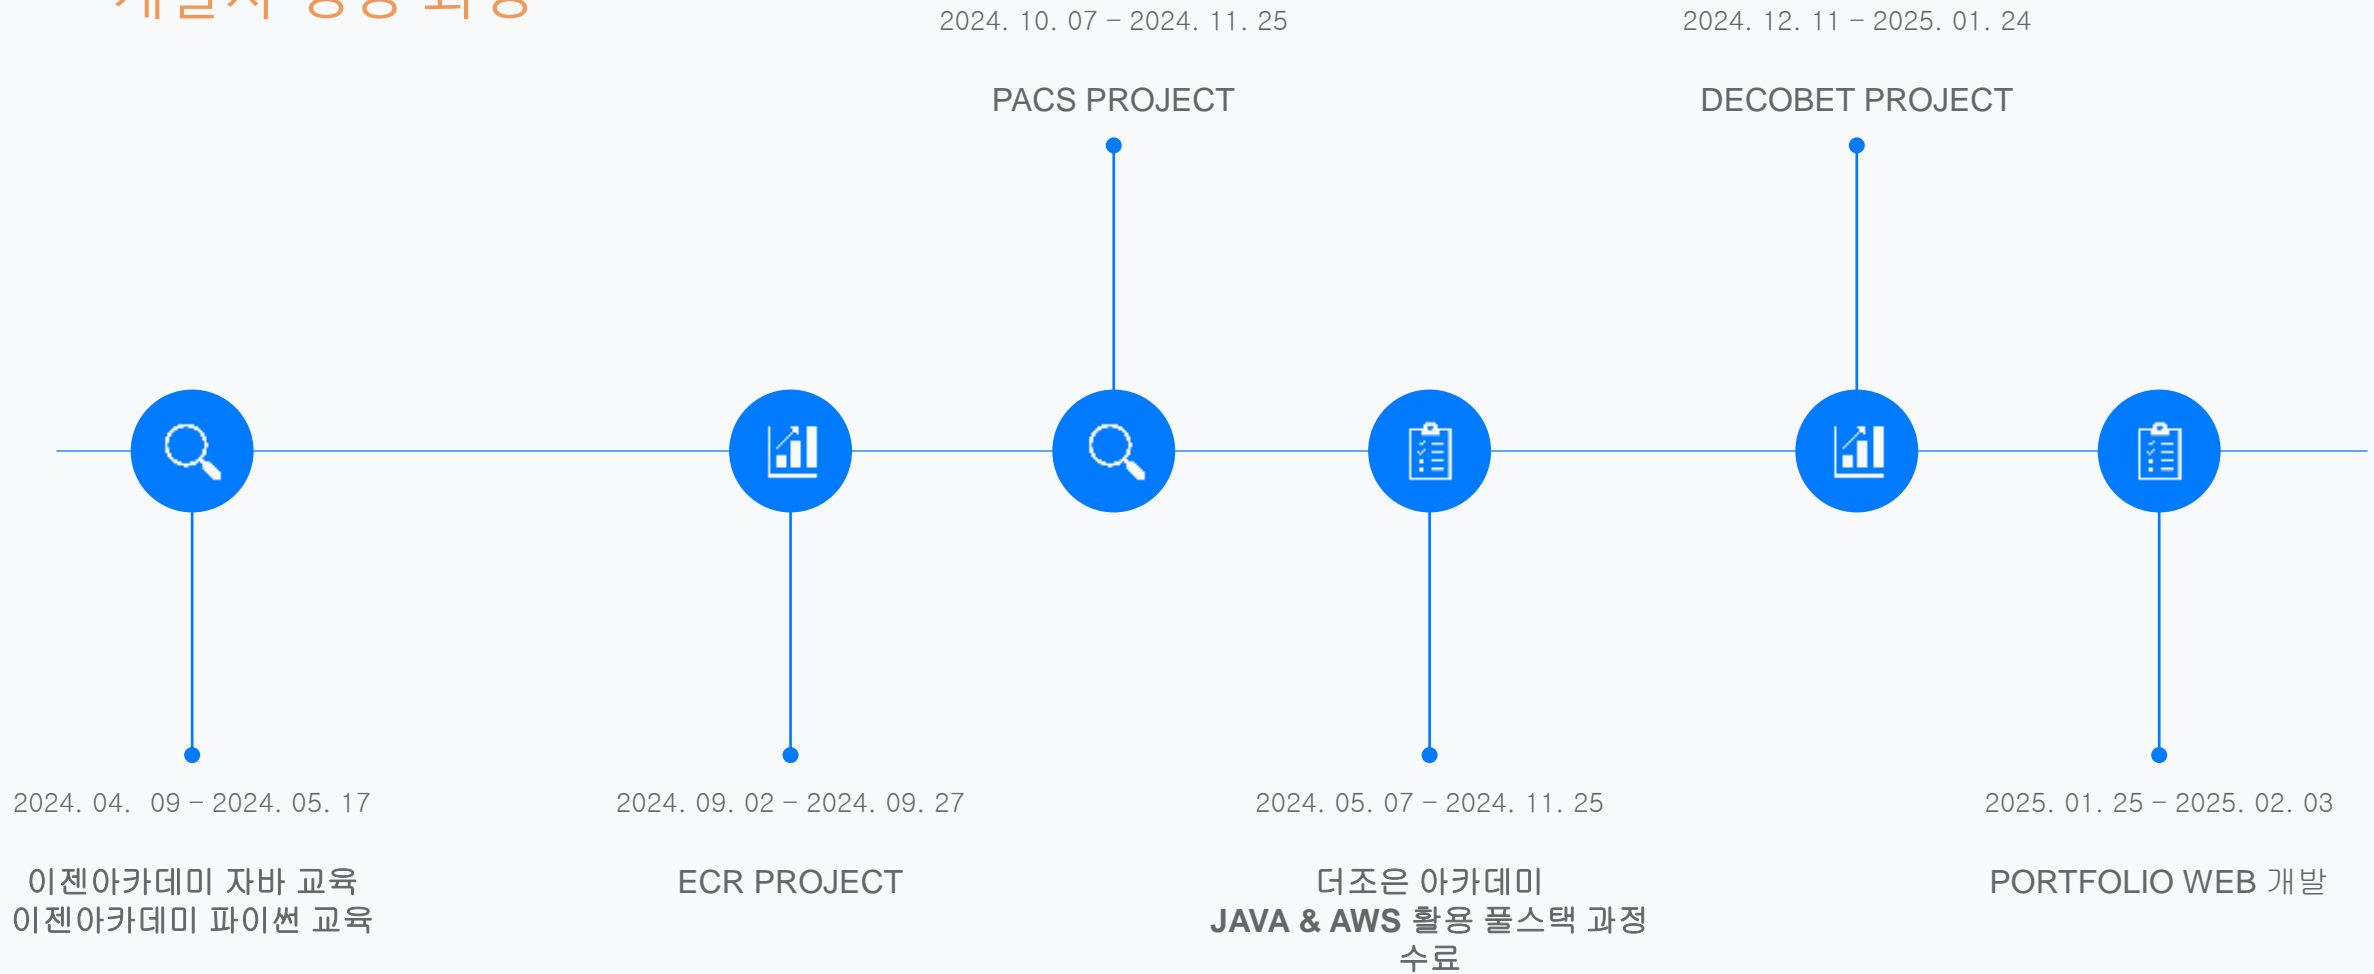 2024. 10. 07 – 2024. 11. 25
PACS PROJECT
2024. 12. 11 – 2025. 01. 24
DECOBET PROJECT
2024. 04.  09 – 2024. 05. 17
이젠아카데미 자바 교육
이젠아카데미 파이썬 교육
2024. 09. 02 – 2024. 09. 27
ECR PROJECT
2024. 05. 07 – 2024. 11. 25
더조은 아카데미
JAVA & AWS 활용 풀스택 과정
수료
2025. 01. 25 – 2025. 02. 03
PORTFOLIO WEB 개발